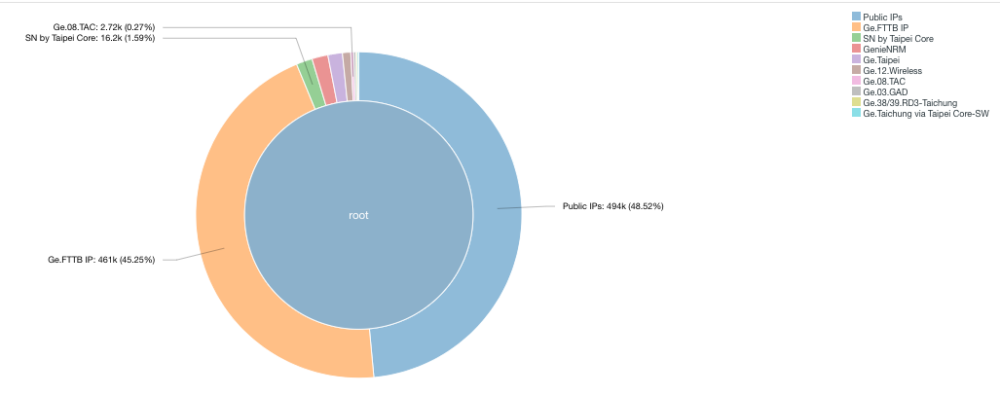 Ge.08.TAC: 2.72k (0.27%)
SN by Taipei Core: 16.2k (1.59%)
Ge.FTTB IP: 461k (45.25%)
root
Public IPs: 494k (48.52%)
Public IPs
Ge.FTTB IP
SN by Taipei Core
GenieNRM
Ge.Taipei
Ge.12.Wireless
Ge.08.TAC
Ge.03.GAD
Ge.38/39.RD3-Taichung
Ge.Taichung via Taipei Core-SW